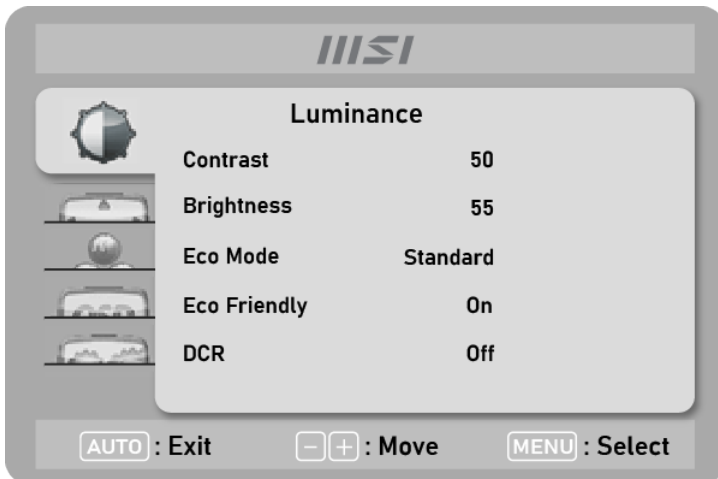 msi
Luminance
Contrast 50
Brightness 55
Eco Mode Standard
Eco Friendly On
DCR Off
AUTO : Exit - + : Move MENU : Select